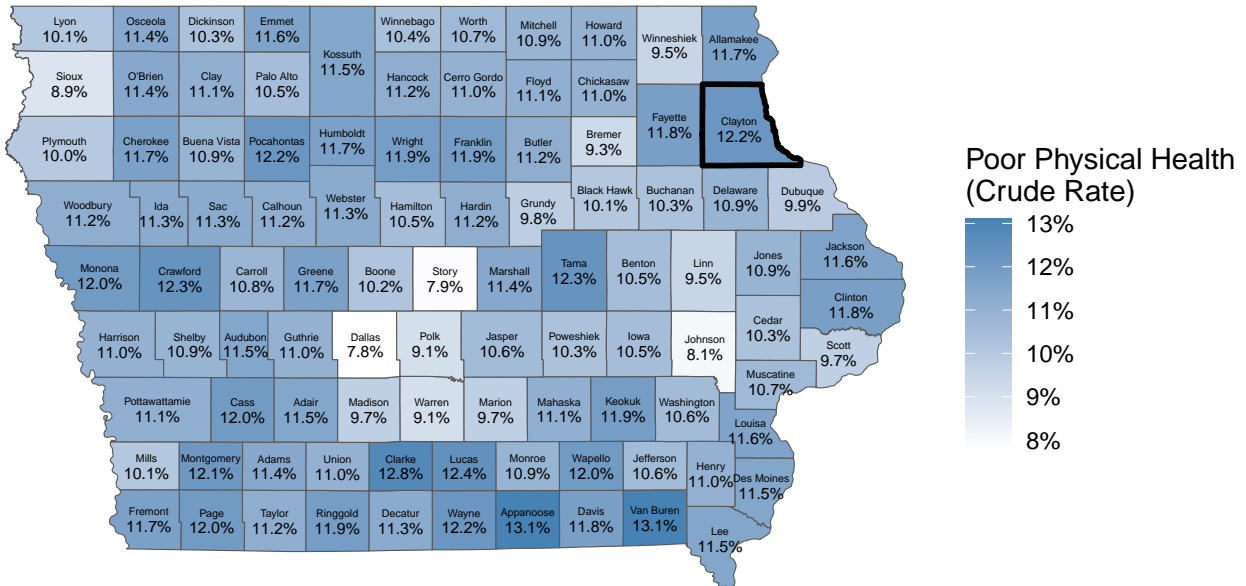 Lyon
10.1%
Osceola
11.4%
Dickinson
10.3%
Emmet
11.6%
Kossuth
11.5%
Winnebago
10.4%
Worth
10.7%
Mitchell
10.9%
Howard
11.0%
Winneshiek
9.5%
Allamakee
11.7%
Sioux
8.9%
O'Brien
11.4%
Clay
11.1%
Palo Alto
10.5%
Hancock
11.2%
Cerro Gordo
11.0%
Floyd
11.1%
Chickasaw
11.0%
Fayette
11.8%
Clayton
12.2%
Plymouth
10.0%
Cherokee
11.7%
Buena Vista
10.9%
Pocahontas
12.2%
Humboldt
11.7%
Wright
11.9%
Franklin
11.9%
Butler
11.2%
Bremer
9.3%
Woodbury
11.2%
Ida
11.3%
Sac
11.3%
Calhoun
11.2%
Webster
11.3%
Hamilton
10.5%
Hardin
11.2%
Grundy
9.8%
Black Hawk
10.1%
Buchanan
10.3%
Delaware
10.9%
Dubuque
9.9%
Monona
12.0%
Crawford
12.3%
Carroll
10.8%
Greene
11.7%
Boone
10.2%
Story
7.9%
Marshall
11.4%
Tama
12.3%
Benton
10.5%
Linn
9.5%
Jones
10.9%
Jackson
11.6%
Clinton
11.8%
Harrison
11.0%
Shelby
10.9%
Audubon
11.5%
Guthrie
11.0%
Dallas
7.8%
Polk
9.1%
Jasper
10.6%
Poweshiek
10.3%
Iowa
10.5%
Johnson
8.1%
Cedar
10.3%
Scott
9.7%
Muscatine
10.7%
Pottawattamie
11.1%
Cass
12.0%
Adair
11.5%
Madison
9.7%
Warren
9.1%
Marion
9.7%
Mahaska
11.1%
Keokuk
11.9%
Washington
10.6%
Louisa
11.6%
Mills
10.1%
Montgomery
12.1%
Adams
11.4%
Union
11.0%
Clarke
12.8%
Lucas
12.4%
Monroe
10.9%
Wapello
12.0%
Jefferson
10.6%
Henry
11.0%
Des Moines
11.5%
Fremont
11.7%
Page
12.0%
Taylor
11.2%
Ringgold
11.9%
Decatur
11.3%
Wayne
12.2%
Appanoose
13.1%
Davis
11.8%
Van Buren
13.1%
Lee
11.5%
Poor Physical Health
(Crude Rate)
13%
12%
11%
10%
9%
8%